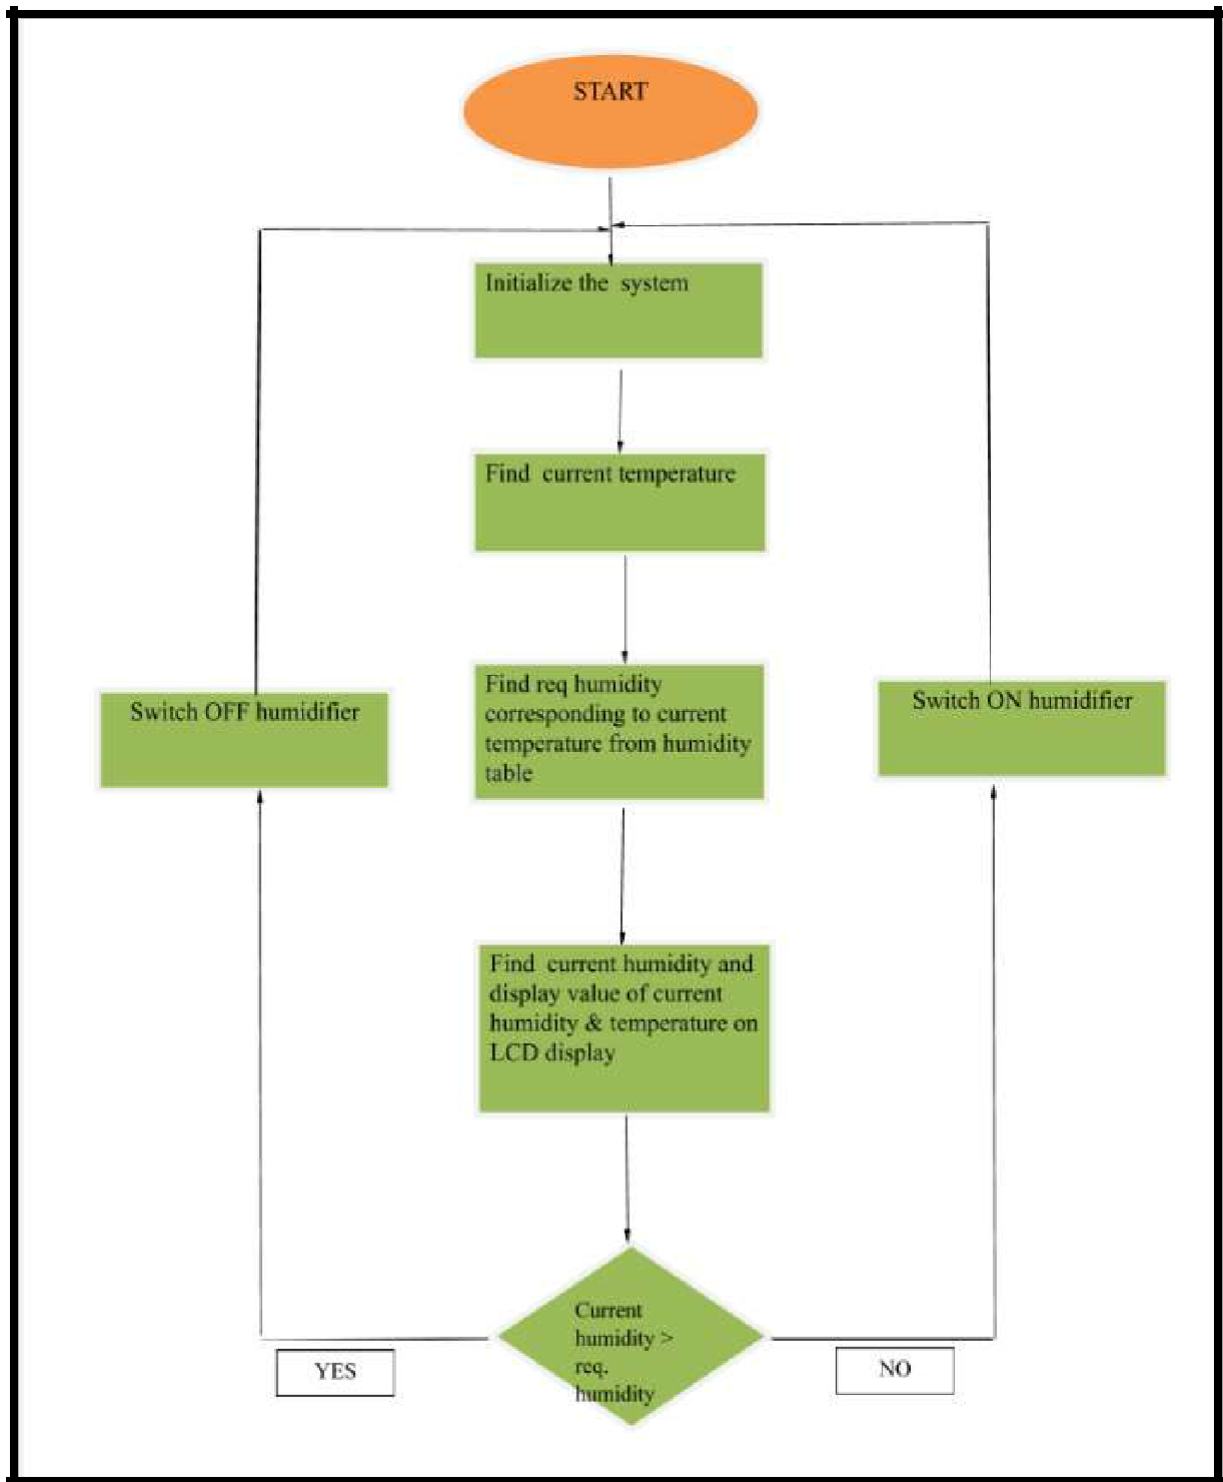 START
Initialize the system
Find current temperature
Find req humidity
corresponding to current
temperature from humidity
table
Switch OFF humidifier
Switch ON humidifier
Find current humidity and
display value of current
humidity & temperature on
LCD display
Current
humidity >
req.
humidity
YES
NO